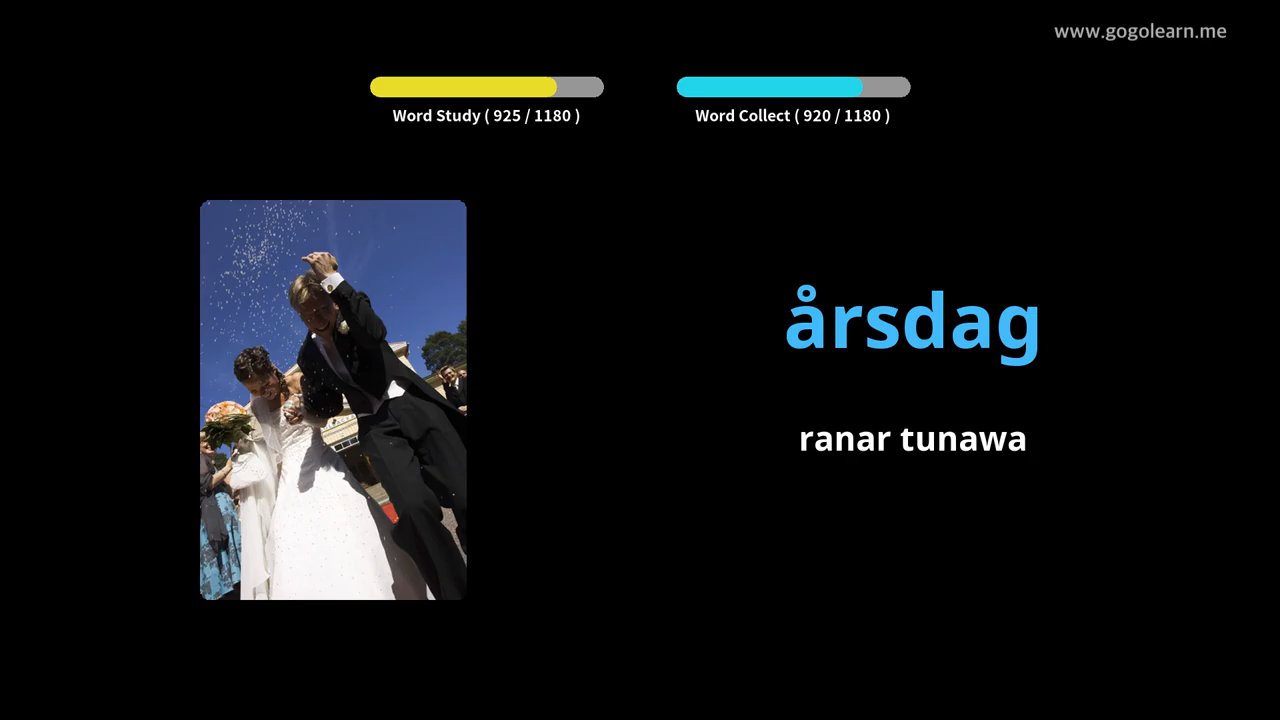 www.gogolearn.me
Word Study ( 925 / 1180 )
Word Collect ( 920 / 1180 )
årsdag
ranar tunawa